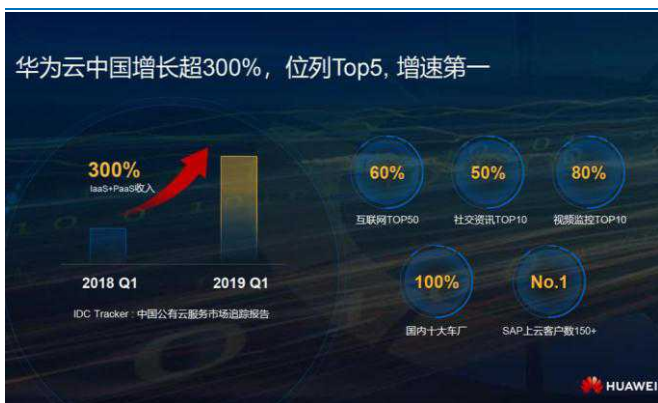 华为云中国增长超300%，位列Top5, 增速第一
300%
IaaS+PaaS收入
2018 Q1
2019 Q1
IDC Tracker : 中国公有云服务市场追踪报告
60%
50%
80%
互联网TOP50
社交资讯TOP10
视频监控TOP10
100%
No.1
国内十大车厂
SAP上云客户数150+
HUAWEI